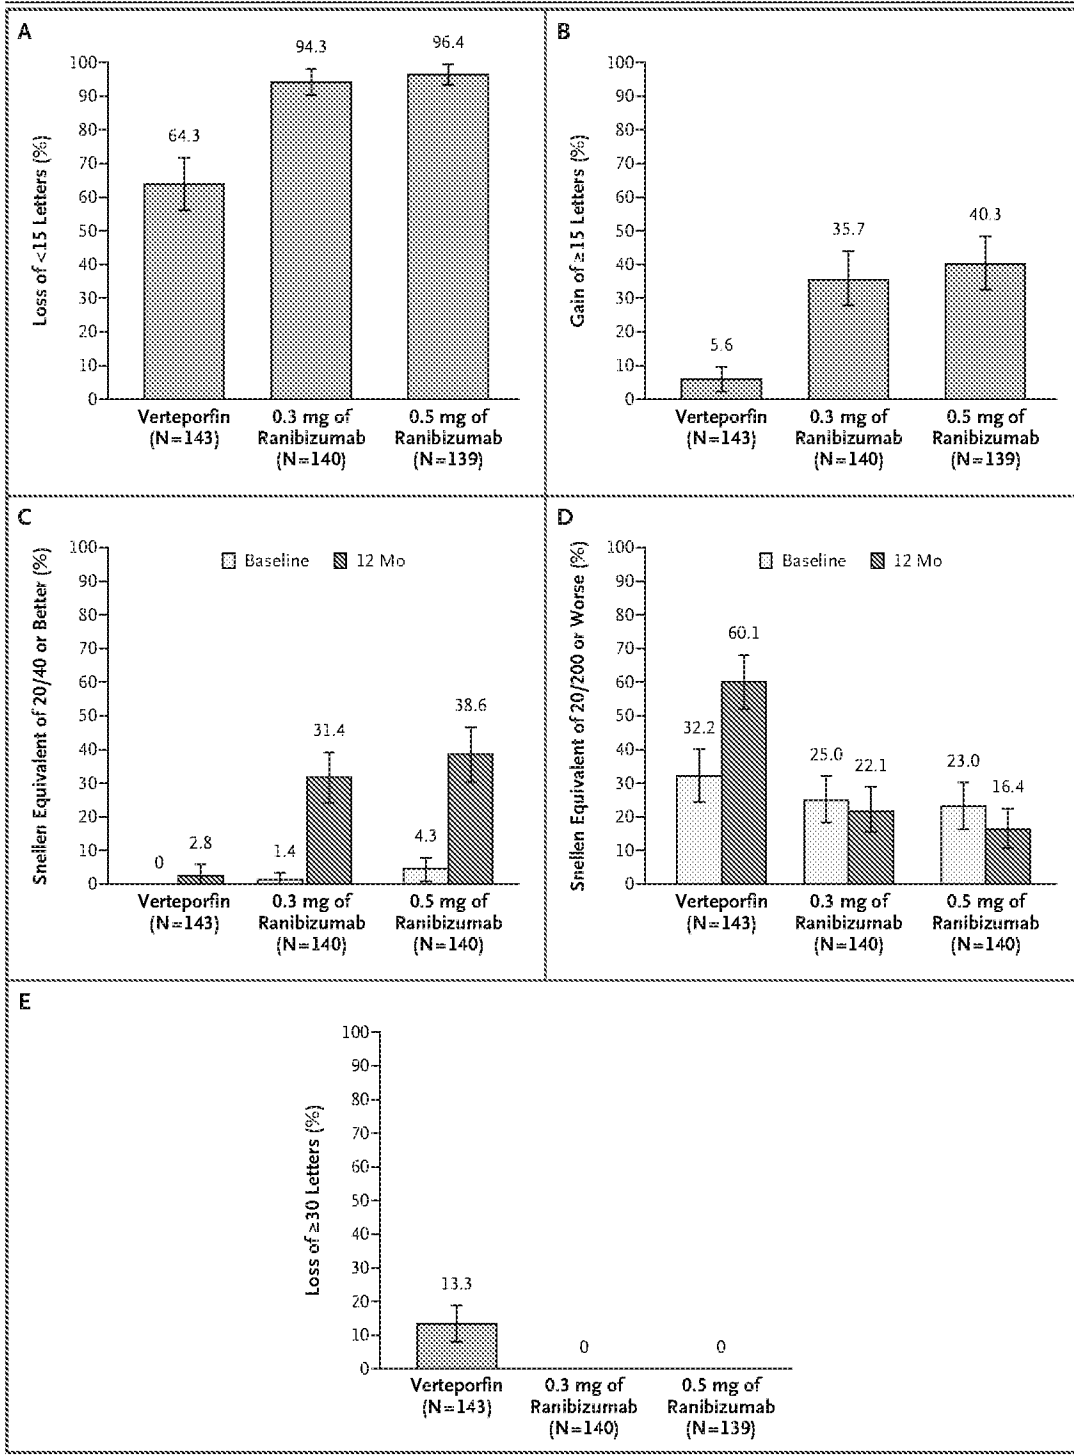 A
Loss of <15 Letters (%)
100
90
80
70
60
50
40
30
20
10
0
64.3
94.3
96.4
Verteporfin
(N=143)
0.3 mg of
Ranibizumab
(N=140)
0.5 mg of
Ranibizumab
(N=139)
B
Gain of ≥15 Letters (%)
100
90
80
70
60
50
40
30
20
10
0
5.6
35.7
40.3
Verteporfin
(N=143)
0.3 mg of
Ranibizumab
(N=140)
0.5 mg of
Ranibizumab
(N=139)
C
Snellen Equivalent of 20/40 or Better (%)
100
90
80
70
60
50
40
30
20
10
0
Baseline
12 Mo
0
2.8
1.4
31.4
4.3
38.6
Verteporfin
(N=143)
0.3 mg of
Ranibizumab
(N=140)
0.5 mg of
Ranibizumab
(N=140)
D
Snellen Equivalent of 20/200 or Worse (%)
100
90
80
70
60
50
40
30
20
10
0
Baseline
12 Mo
32.2
60.1
25.0
22.1
23.0
16.4
Verteporfin
(N=143)
0.3 mg of
Ranibizumab
(N=140)
0.5 mg of
Ranibizumab
(N=140)
E
Loss of ≥30 Letters (%)
100
90
80
70
60
50
40
30
20
10
0
13.3
0
0
Verteporfin
(N=143)
0.3 mg of
Ranibizumab
(N=140)
0.5 mg of
Ranibizumab
(N=139)